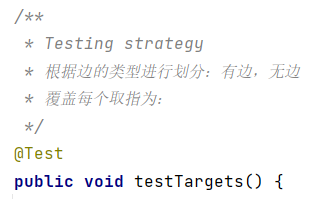 /**
 * Testing strategy
 * 根据边的类型进行划分：有边，无边
 * 覆盖每个取指为：
 */
@Test
public void testTargets() {